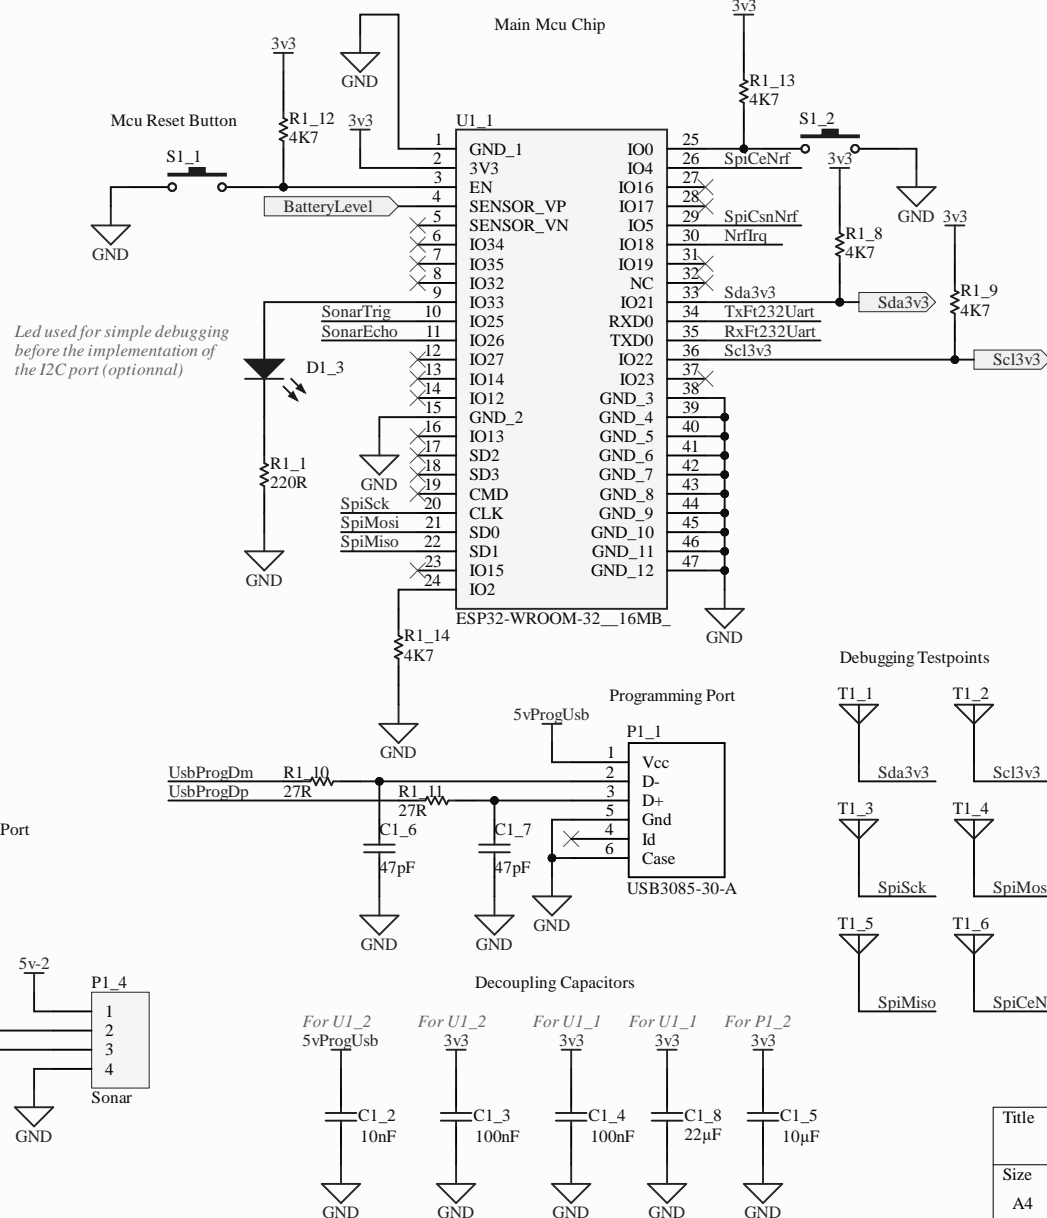 Main Mcu Chip
3v3
3v3
GND
R1_13
4K7
Mcu Reset Button
R1_12
4K7
3v3
U1_1
S1_2
S1_1
1
GND_1
IO0
25
2
3V3
IO4
26
SpiCeNrf
3v3
3
EN
IO16
27
BatteryLevel
4
SENSOR_VP
IO17
28
GND
3v3
5
SENSOR_VN
IO5
29
SpiCsnNrf
GND
6
IO34
IO18
30
NrfIrq
R1_8
4K7
7
IO35
IO19
31
8
IO32
NC
32
9
IO33
IO21
33
Sda3v3
Sda3v3
R1_9
4K7
SonarTrig
10
IO25
RXD0
34
TxFt232Uart
SonarEcho
11
IO26
TXD0
35
RxFt232Uart
12
IO27
IO22
36
Scl3v3
Scl3v3
13
IO14
IO23
37
14
IO12
GND_3
38
15
GND_2
GND_4
39
16
IO13
GND_5
40
17
SD2
GND_6
41
18
SD3
GND_7
42
19
CMD
GND_8
43
SpiSck
20
CLK
GND_9
44
SpiMosi
21
SD0
GND_10
45
SpiMiso
22
SD1
GND_11
46
23
IO15
GND_12
47
24
IO2
ESP32-WROOM-32__16MB_
GND
Led used for simple debugging
before the implementation of
the I2C port (optionnal)
D1_3
R1_1
220R
GND
GND
R1_14
4K7
GND
Programming Port
5vProgUsb
P1_1
1
Vcc
2
D-
3
D+
5
Gnd
4
Id
6
Case
USB3085-30-A
UsbProgDm
R1_10
27R
UsbProgDp
R1_11
27R
C1_6
47pF
C1_7
47pF
GND
GND
GND
Debugging Testpoints
T1_1
T1_2
Sda3v3
Scl3v3
T1_3
T1_4
SpiSck
SpiMos
T1_5
T1_6
SpiMiso
SpiCeN
Port
5v-2
P1_4
1
2
3
4
Sonar
GND
Decoupling Capacitors
For U1_2
For U1_2
For U1_1
For U1_1
For P1_2
5vProgUsb
3v3
3v3
3v3
3v3
C1_2
10nF
C1_3
100nF
C1_4
100nF
C1_8
22µF
C1_5
10µF
GND
GND
GND
GND
GND
Title
Size
A4